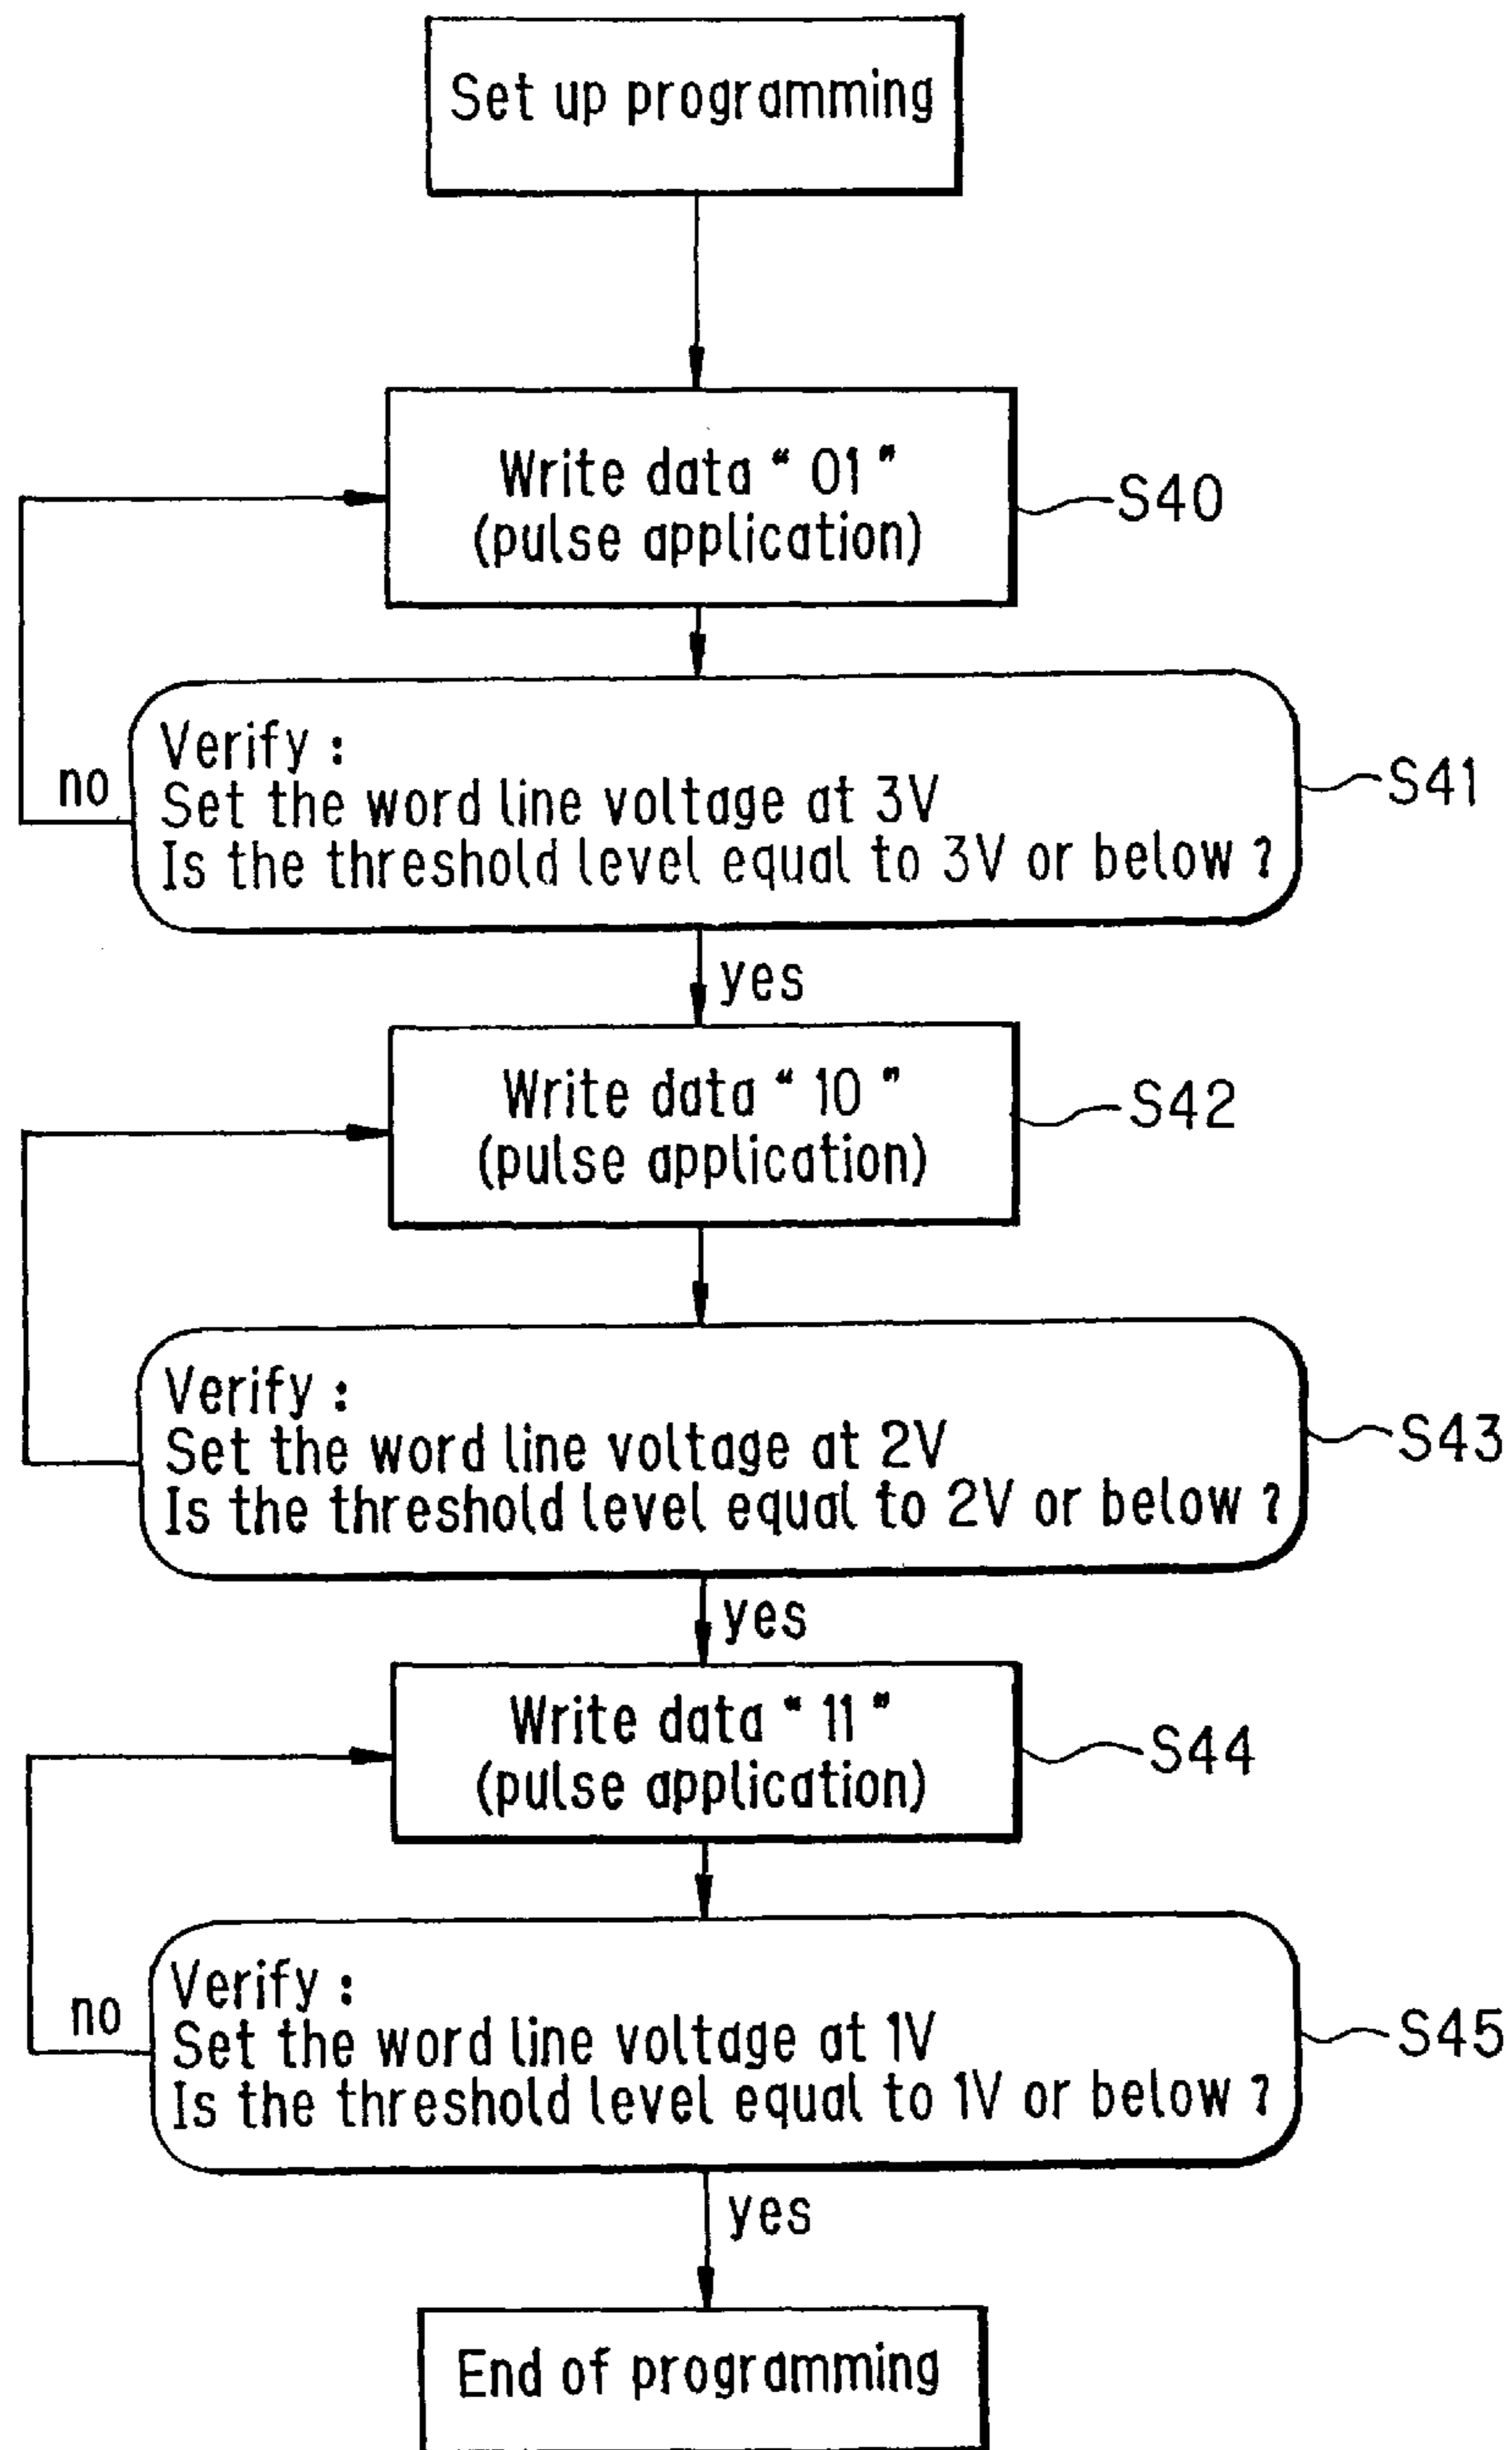 Set up programming
Write data “ 01 ”
(pulse application)
S40
Verify :
Set the word line voltage at 3V
Is the threshold level equal to 3V or below ?
S41
no
yes
Write data “ 10 ”
(pulse application)
S42
Verify :
Set the word line voltage at 2V
Is the threshold level equal to 2V or below ?
S43
yes
Write data “ 11 ”
(pulse application)
S44
Verify :
Set the word line voltage at 1V
Is the threshold level equal to 1V or below ?
S45
no
yes
End of programming